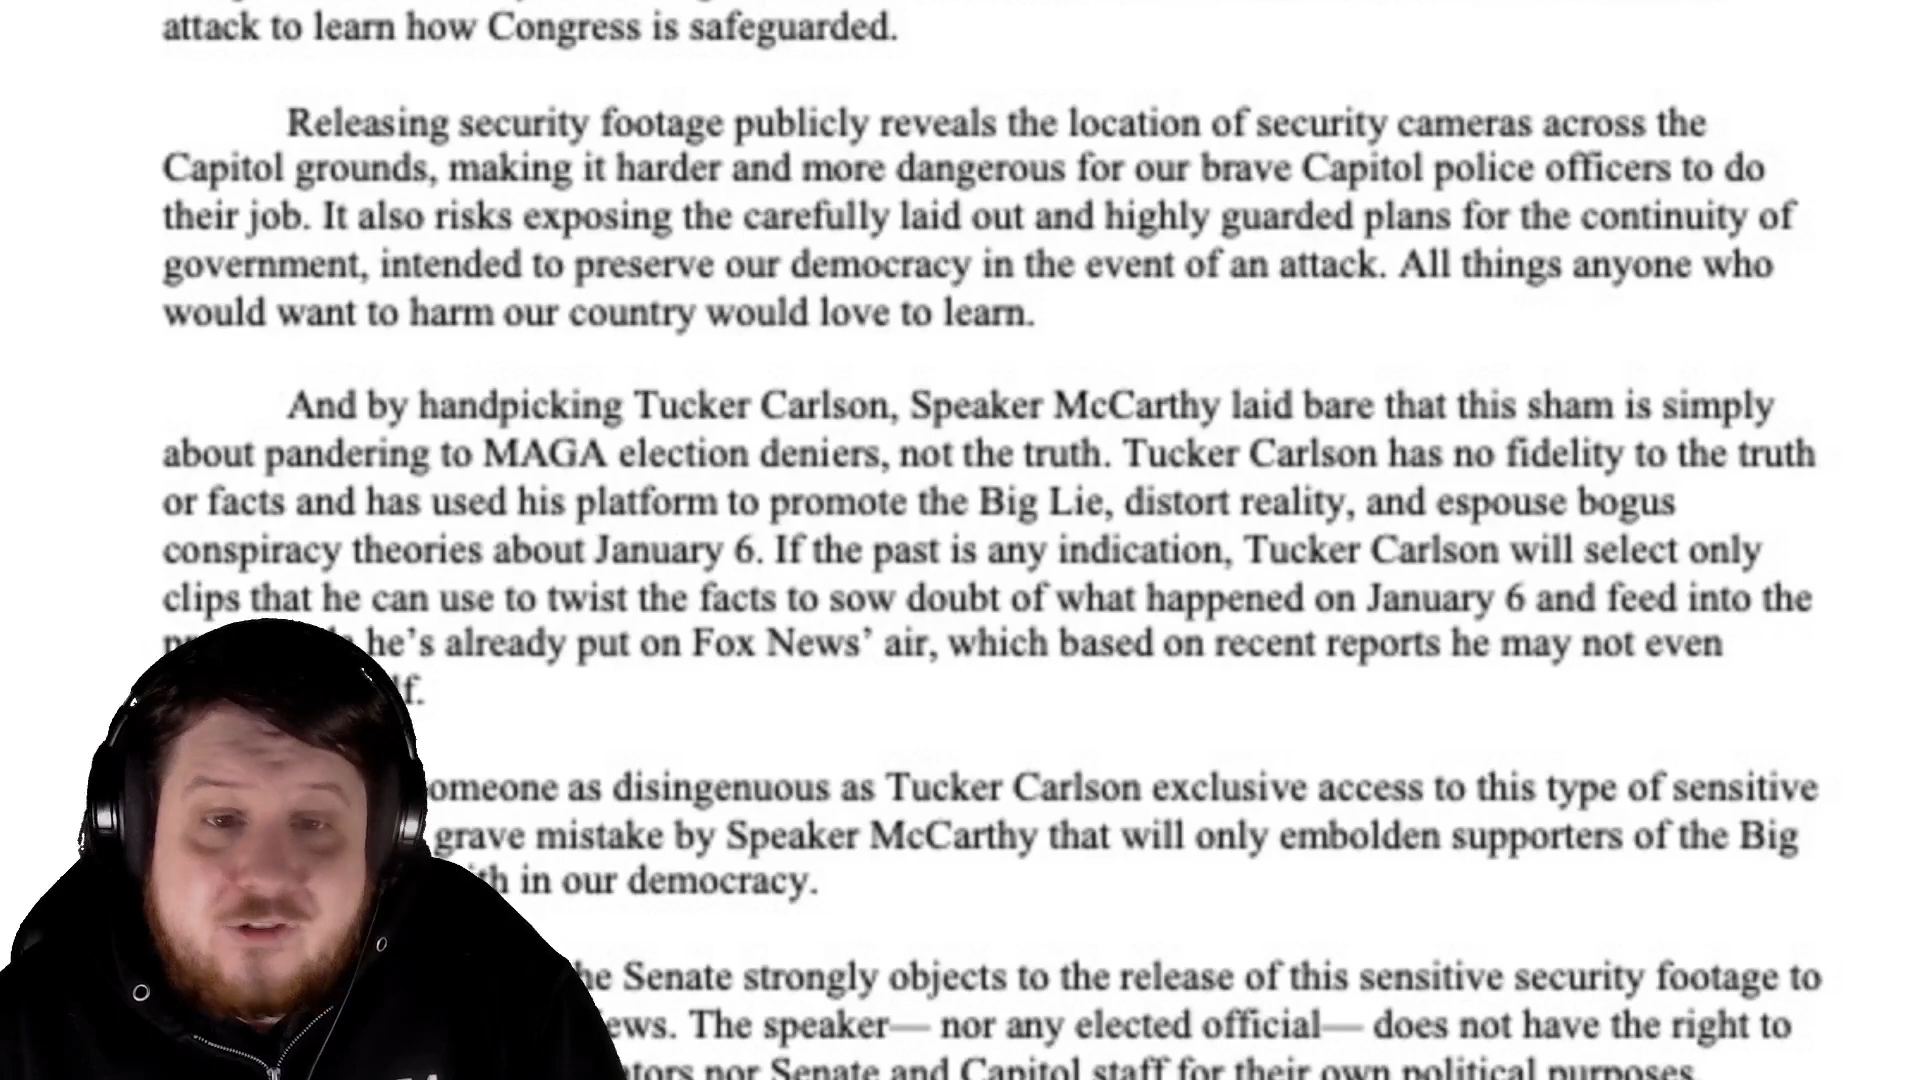 attack to learn how Congress is safeguarded.
Releasing security footage publicly reveals the location of security cameras across the
Capitol grounds, making it harder and more dangerous for our brave Capitol police officers to do
their job. It also risks exposing the carefully laid out and highly guarded plans for the continuity of
government, intended to preserve our democracy in the event of an attack. All things anyone who
would want to harm our country would love to learn.
And by handpicking Tucker Carlson, Speaker McCarthy laid bare that this sham is simply
about pandering to MAGA election deniers, not the truth. Tucker Carlson has no fidelity to the truth
or facts and has used his platform to promote the Big Lie, distort reality, and espouse bogus
conspiracy theories about January 6. If the past is any indication, Tucker Carlson will select only
clips that he can use to twist the facts to sow doubt of what happened on January 6 and feed into the
he's already put on Fox News' air, which based on recent reports he may not even
omeone as disingenuous as Tucker Carlson exclusive access to this type of sensitive
grave mistake by Speaker McCarthy that will only embolden supporters of the Big
in our democracy.
he Senate strongly objects to the release of this sensitive security footage to
ews. The speaker— nor any elected official— does not have the right to
tors nor Senate and Capitol staff for their own political purposes.